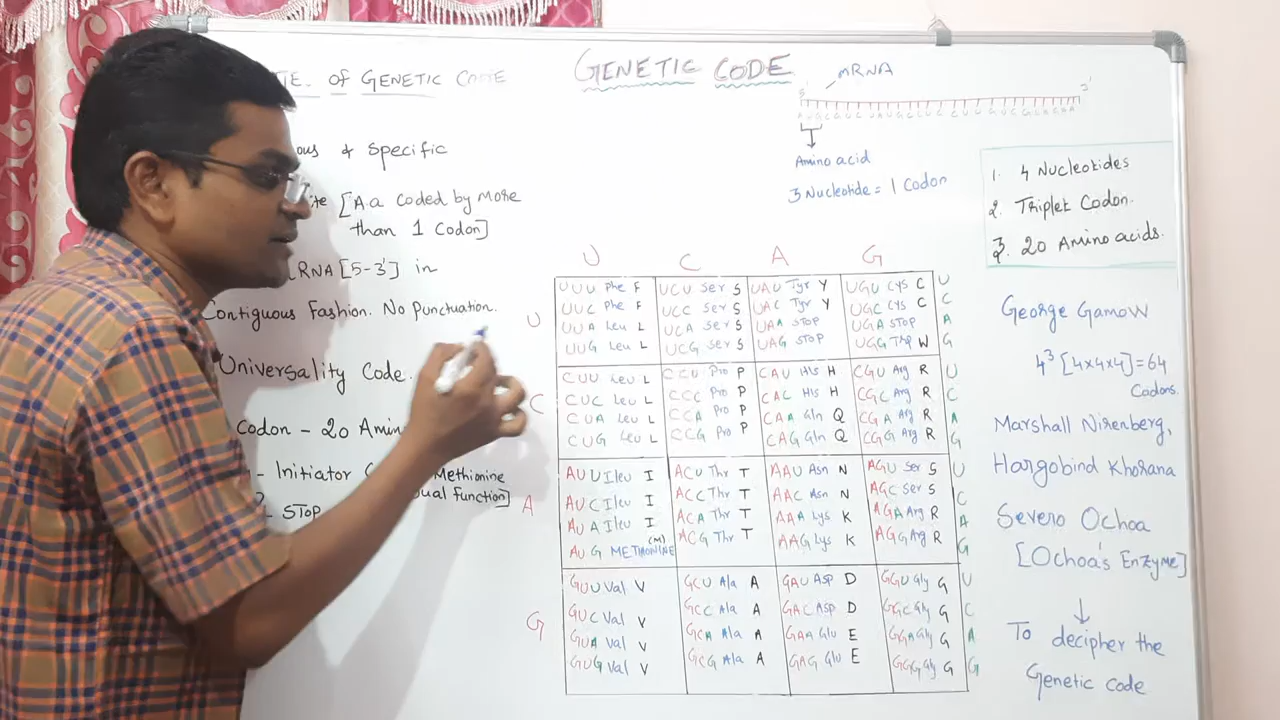 GENETIC CODE
OF GENETIC CODE
& Specific
[A.a Coded by More
than 1 Codon]
[5-3'] in
Contiguous Fashion. No Punctuation.
Universality Code.
Codon - 20
- Initiator
Methionine
function]
STOP
5'
mRNA
3'
Amino acid
3 Nucleotide = 1 Codon
1. 4 Nucleotides
2. Triplet Codon.
3. 20 Amino acids.
U C A G
U
UUU Phe F UCU Ser S UAU Tyr Y UGU Cys C U
UUC Phe F UCC Ser S UAC Tyr Y UGC Cys C C
UUA Leu L UCA Ser S UAA STOP UGA STOP A
UUG Leu L UCG Ser S UAG STOP UGG Trp W G
C
CUU Leu L CCU Pro P CAU His H CGU Arg R U
CUC Leu L CCC Pro P CAC His H CGC Arg R C
CUA Leu L CCA Pro P CAA Gln Q CGA Arg R A
CUG Leu L CCG Pro P CAG Gln Q CGG Arg R G
A
AUU Ileu I ACU Thr T AAU Asn N AGU Ser S U
AUC Ileu I ACC Thr T AAC Asn N AGC Ser S C
AUA Ileu I ACA Thr T AAA Lys K AGA Arg R A
AUG METHIONINE (M) ACG Thr T AAG Lys K AGG Arg R G
G
GUU Val V GCU Ala A GAU Asp D GGU Gly G U
GUC Val V GCC Ala A GAC Asp D GGC Gly G C
GUA Val V GCA Ala A GAA Glu E GGA Gly G A
GUG Val V GCG Ala A GAG Glu E GGG Gly G G
George Gamow
4³ [4x4x4] = 64
Codons.
Marshall Nirenberg,
Hargobind Khorana
Severo Ochoa
[Ochoa's Enzyme]
To decipher the
Genetic Code